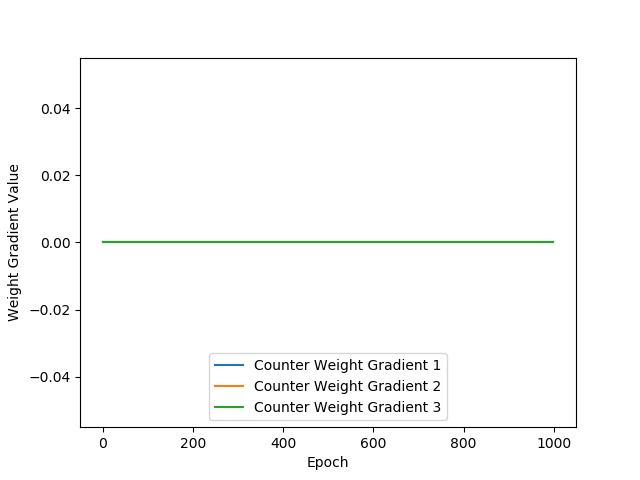 0.04
0.02
0.00
−0.02
−0.04
Weight Gradient Value
Counter Weight Gradient 1
Counter Weight Gradient 2
Counter Weight Gradient 3
0 200 400 600 800 1000
Epoch